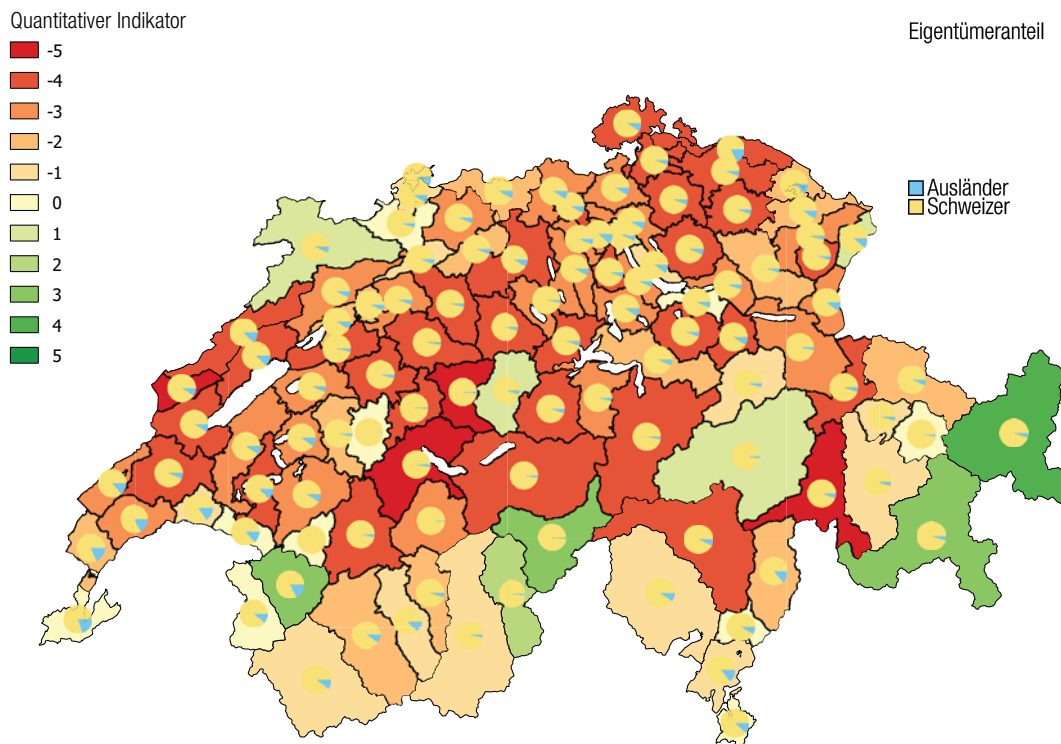 Quantitativer Indikator
-5
-4
-3
-2
-1
0
1
2
3
4
5
Eigentümeranteil
Ausländer
Schweizer